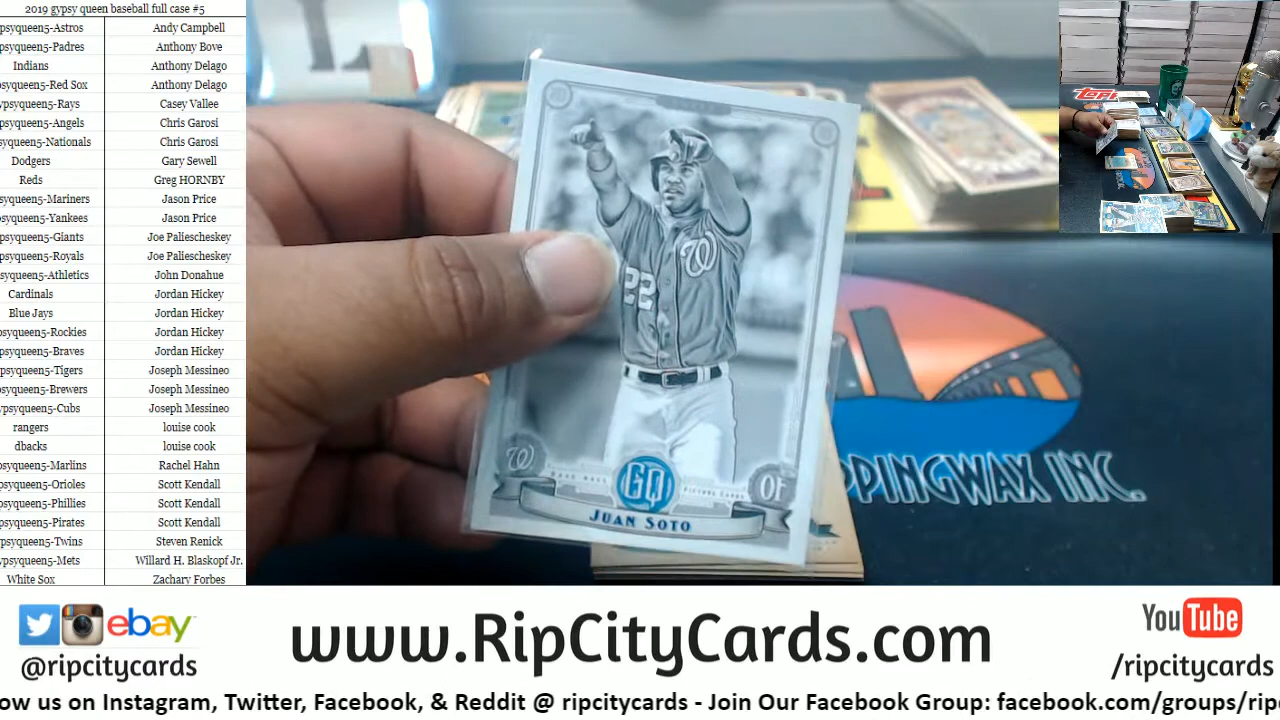 2019 gypsy queen baseball full case #5
psyqueen5-Astros Andy Campbell
psyqueen5-Padres Anthony Bove
Indians Anthony Delago
syqueen5-Red Sox Anthony Delago
ypsyqueen5-Rays Casey Vallee
psyqueen5-Angels Chris Garosi
syqueen5-Nationals Chris Garosi
Dodgers Gary Sewell
Reds Greg HORNBY
syqueen5-Mariners Jason Price
syqueen5-Yankees Jason Price
psyqueen5-Giants Joe Paliescheskey
psyqueen5-Royals Joe Paliescheskey
syqueen5-Athletics John Donahue
Cardinals Jordan Hickey
Blue Jays Jordan Hickey
psyqueen5-Rockies Jordan Hickey
psyqueen5-Braves Jordan Hickey
psyqueen5-Tigers Joseph Messineo
psyqueen5-Brewers Joseph Messineo
ypsyqueen5-Cubs Joseph Messineo
rangers louise cook
dbacks louise cook
psyqueen5-Marlins Rachel Hahn
psyqueen5-Orioles Scott Kendall
psyqueen5-Phillies Scott Kendall
psyqueen5-Pirates Scott Kendall
psyqueen5-Twins Steven Renick
ypsyqueen5-Mets Willard H. Blaskopf Jr.
White Sox Zachary Forbes
W
22
W
GQ
OF
JUAN SOTO
PPINGWAX INC.
Topps
ebay
@ripcitycards
www.RipCityCards.com
YouTube
/ripcitycards
ow us on Instagram, Twitter, Facebook, & Reddit @ ripcitycards - Join Our Facebook Group: facebook.com/groups/rip